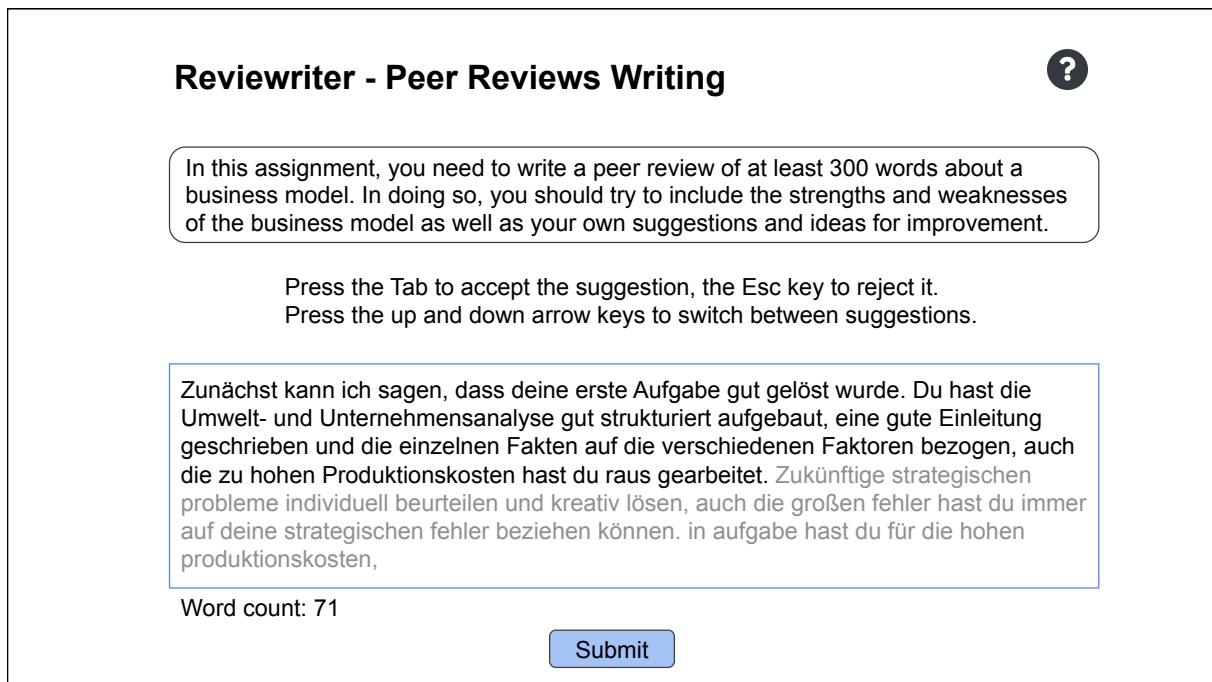 Reviewriter - Peer Reviews Writing
?
In this assignment, you need to write a peer review of at least 300 words about a
business model. In doing so, you should try to include the strengths and weaknesses
of the business model as well as your own suggestions and ideas for improvement.
Press the Tab to accept the suggestion, the Esc key to reject it.
Press the up and down arrow keys to switch between suggestions.
Zunächst kann ich sagen, dass deine erste Aufgabe gut gelöst wurde. Du hast die
Umwelt- und Unternehmensanalyse gut strukturiert aufgebaut, eine gute Einleitung
geschrieben und die einzelnen Fakten auf die verschiedenen Faktoren bezogen, auch
die zu hohen Produktionskosten hast du raus gearbeitet. Zukünftige strategischen
probleme individuell beurteilen und kreativ lösen, auch die großen fehler hast du immer
auf deine strategischen fehler beziehen können. in aufgabe hast du für die hohen
produktionskosten,
Word count: 71
Submit